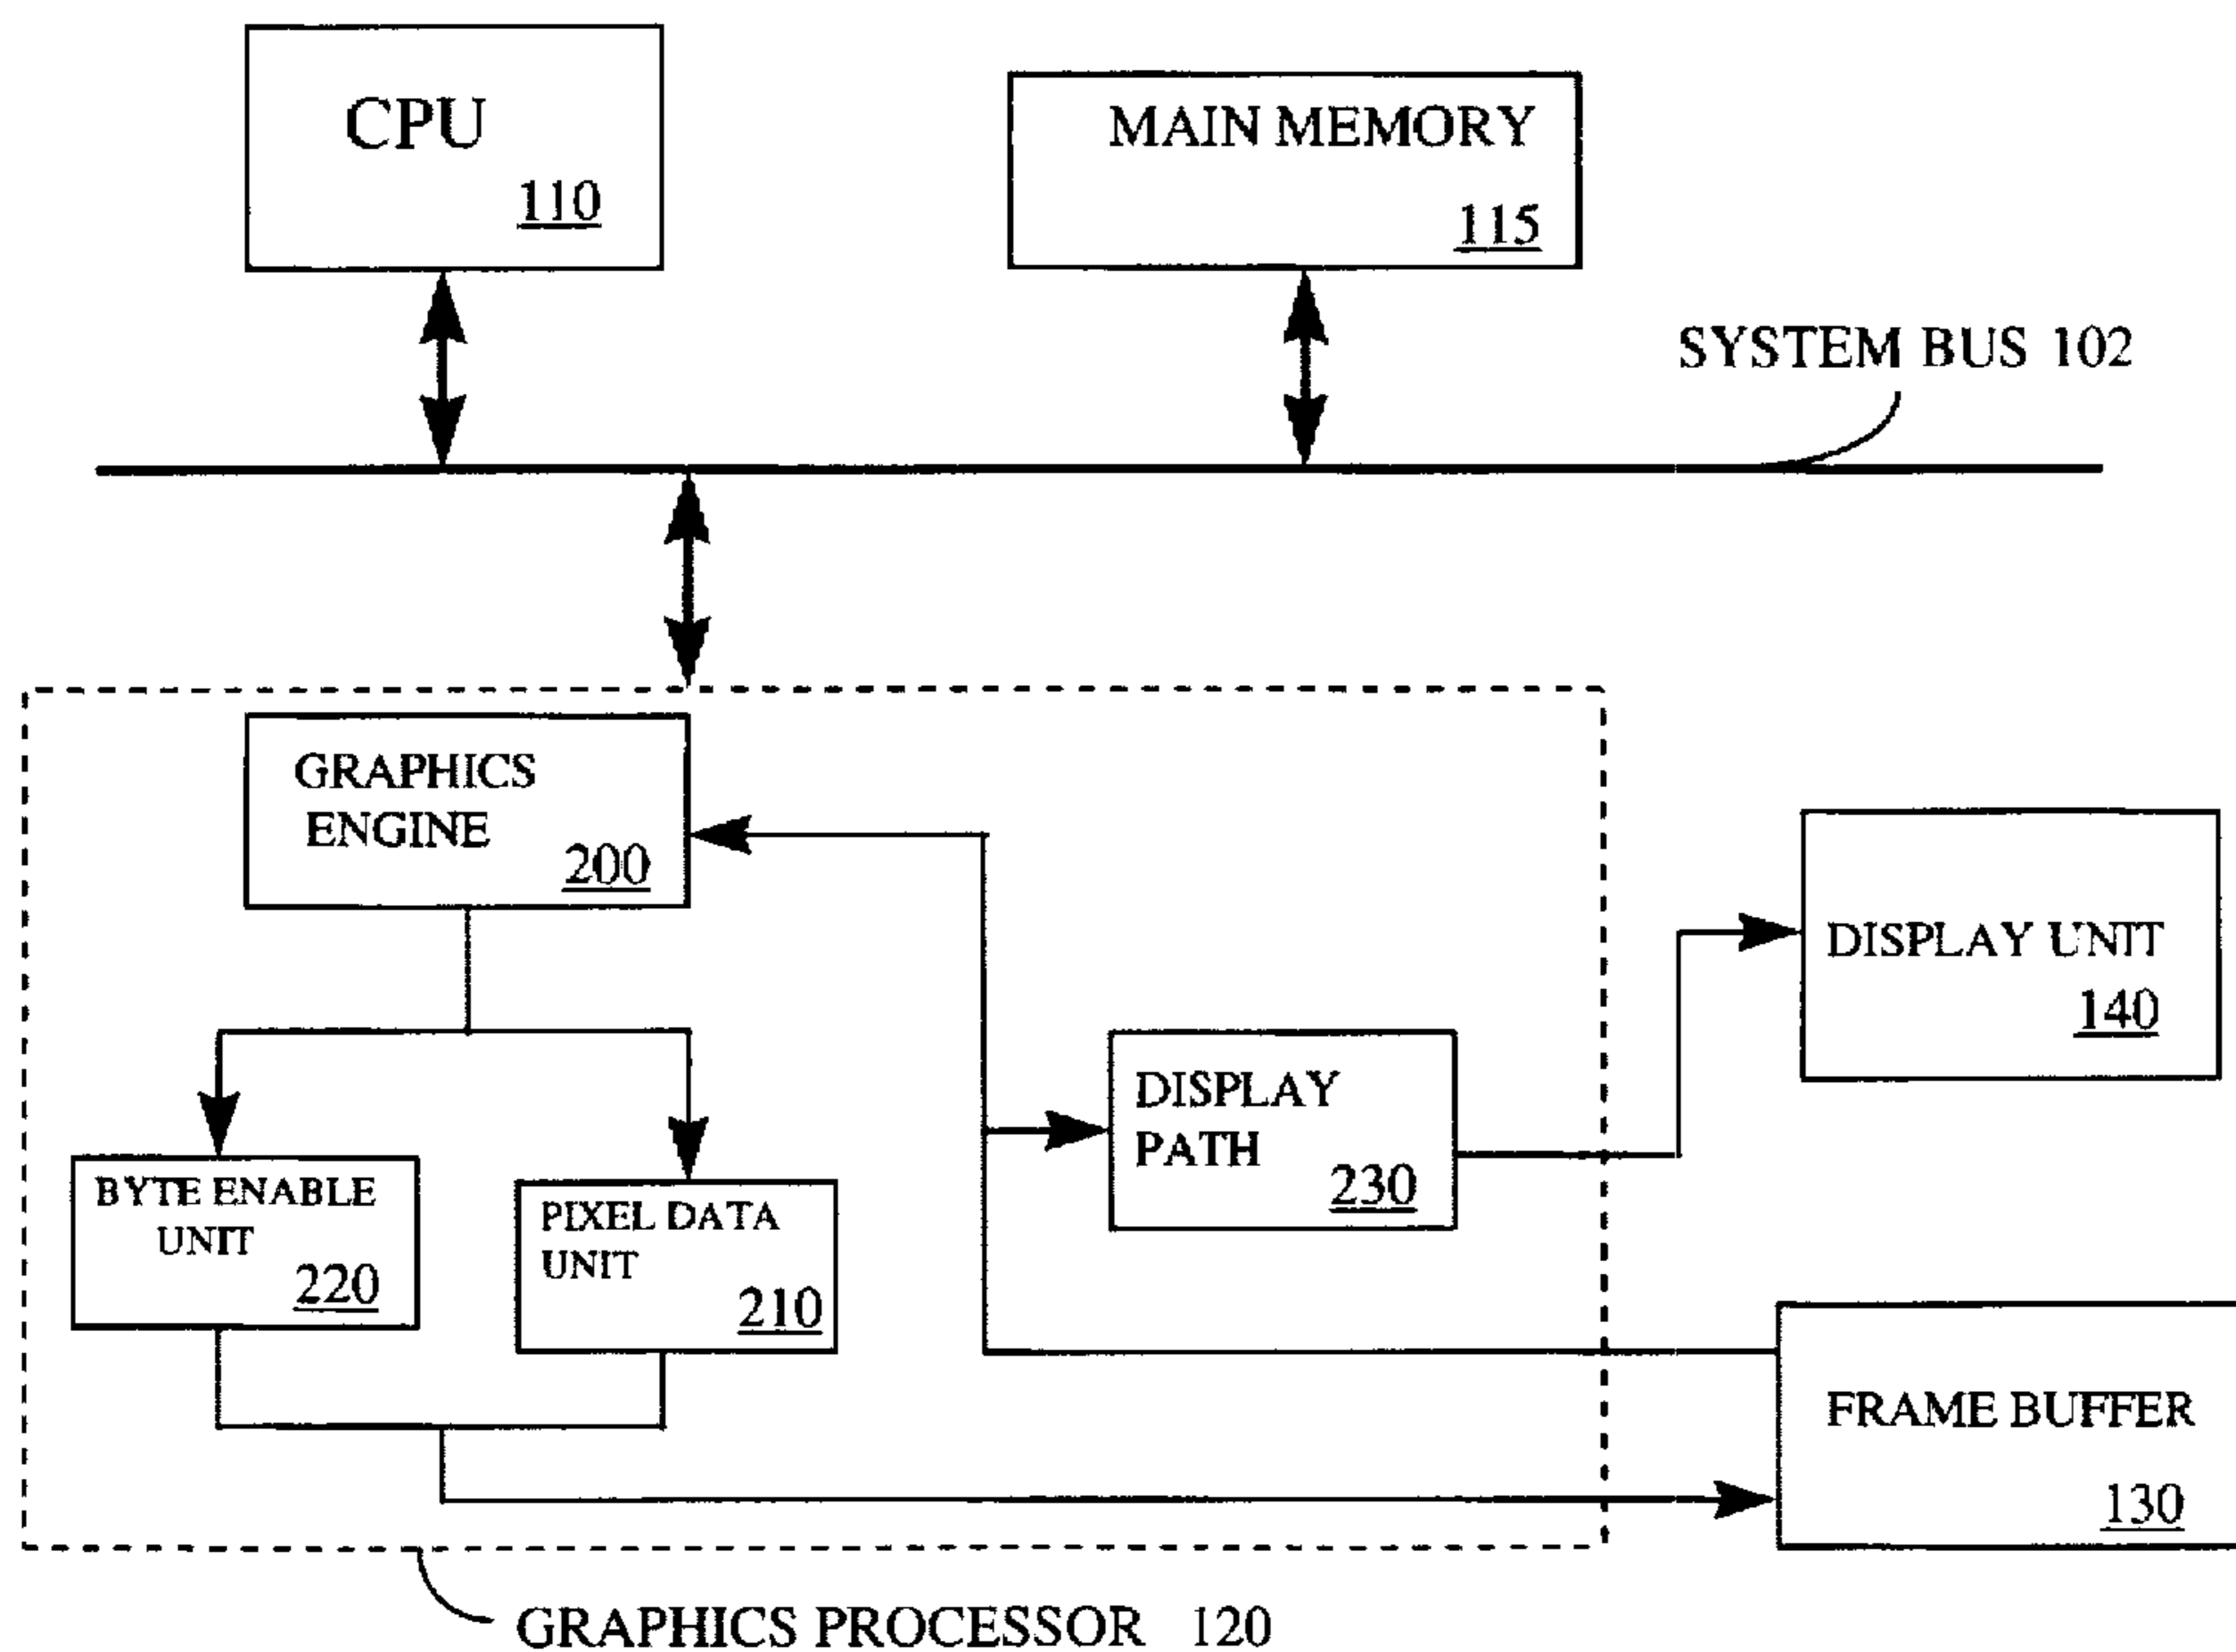 CPU
110
MAIN MEMORY
115
SYSTEM BUS 102
GRAPHICS
ENGINE
200
DISPLAY UNIT
140
DISPLAY
PATH
230
BYTE ENABLE
UNIT
220
PIXEL DATA
UNIT
210
FRAME BUFFER
130
GRAPHICS PROCESSOR 120